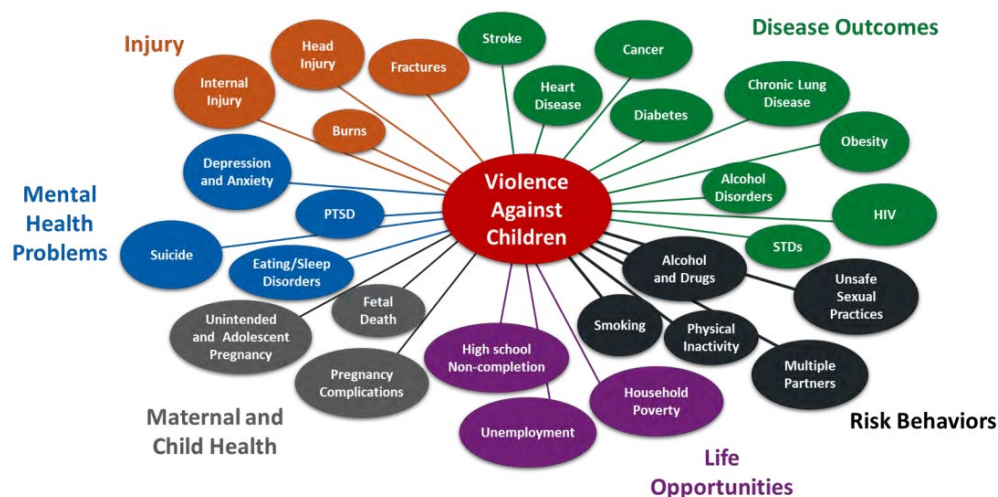 Injury
Head
Injury
Fractures
Internal
Injury
Burns
Disease Outcomes
Stroke
Cancer
Heart
Disease
Diabetes
Chronic Lung
Disease
Obesity
Alcohol
Disorders
HIV
STDs
Violence
Against
Children
Mental
Health
Problems
Depression
and Anxiety
PTSD
Suicide
Eating/Sleep
Disorders
Unintended
and Adolescent
Pregnancy
Fetal
Death
Pregnancy
Complications
Maternal and
Child Health
High school
Non-completion
Unemployment
Household
Poverty
Life
Opportunities
Alcohol
and Drugs
Unsafe
Sexual
Practices
Smoking
Physical
Inactivity
Multiple
Partners
Risk Behaviors